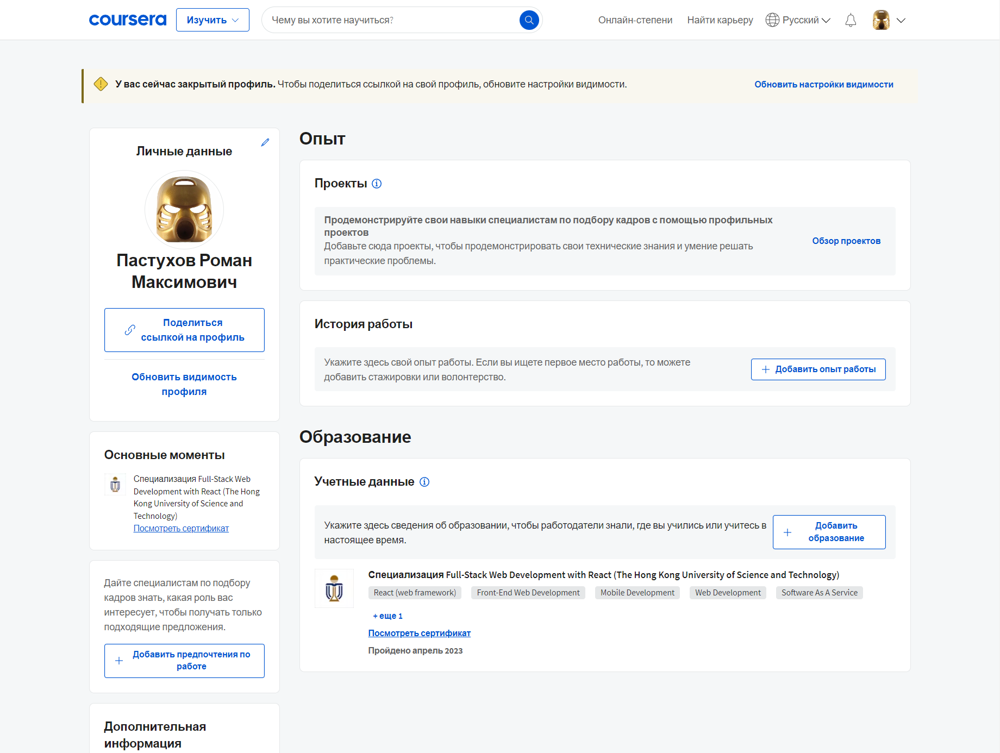 coursera
Изучить
Чему вы хотите научиться?
Онлайн-степени
Найти карьеру
Русский
У вас сейчас закрытый профиль. Чтобы поделиться ссылкой на свой профиль, обновите настройки видимости.
Обновить настройки видимости
Личные данные
Пастухов Роман
Максимович
Поделиться
ссылкой на профиль
Обновить видимость
профиля
Основные моменты
Специализация Full-Stack Web
Development with React (The Hong
Kong University of Science and
Technology)
Посмотреть сертификат
Дайте специалистам по подбору
кадров знать, какая роль вас
интересует, чтобы получать только
подходящие предложения.
Добавить предпочтения по
работе
Дополнительная
информация
Опыт
Проекты
Продемонстрируйте свои навыки специалистам по подбору кадров с помощью профильных
проектов
Добавьте сюда проекты, чтобы продемонстрировать свои технические знания и умение решать
практические проблемы.
Обзор проектов
История работы
Укажите здесь свой опыт работы. Если вы ищете первое место работы, то можете
добавить стажировки или волонтерство.
Добавить опыт работы
Образование
Учетные данные
Укажите здесь сведения об образовании, чтобы работодатели знали, где вы учились или учитесь в
настоящее время.
Добавить
образование
Специализация Full-Stack Web Development with React (The Hong Kong University of Science and Technology)
React (web framework)
Front-End Web Development
Mobile Development
Web Development
Software As A Service
+ еще 1
Посмотреть сертификат
Пройдено апрель 2023